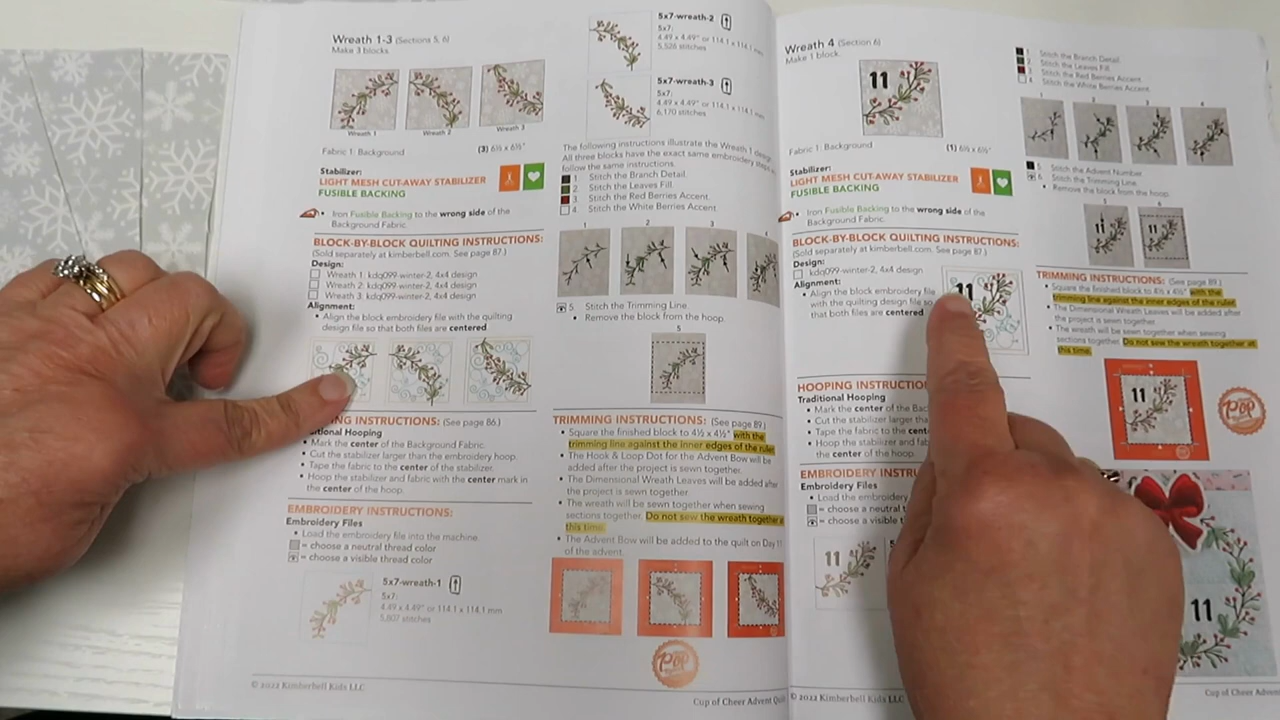 Wreath 1-3 (Sections 5, 6)
Make 3 blocks.
Wreath 1
Wreath 2
Wreath 3
Fabric 1: Background
(3) 6½ x 6½"
Stabilizer:
LIGHT MESH CUT-AWAY STABILIZER
FUSIBLE BACKING
• Iron Fusible Backing to the wrong side of the
Background Fabric.
BLOCK-BY-BLOCK QUILTING INSTRUCTIONS:
(Sold separately at kimberbell.com. See page 87.)
Design:
Wreath 1: kdq099-winter-2, 4x4 design
Wreath 2: kdq099-winter-2, 4x4 design
Wreath 3: kdq099-winter-2, 4x4 design
Alignment:
• Align the block embroidery file with the quilting
design file so that both files are centered.
ING INSTRUCTIONS: (See page 86.)
itional Hooping
• Mark the center of the Background Fabric.
• Cut the stabilizer larger than the embroidery hoop.
• Tape the fabric to the center of the stabilizer.
• Hoop the stabilizer and fabric with the center mark in
the center of the hoop.
EMBROIDERY INSTRUCTIONS:
Embroidery Files
• Load the embroidery file into the machine.
= choose a neutral thread color
= choose a visible thread color
5x7-wreath-1
5x7:
4.49 x 4.49" or 114.1 x 114.1 mm
5,807 stitches
© 2022 Kimberbell Kids LLC
5x7-wreath-2
5x7:
4.49 x 4.49" or 114.1 x 114.1 mm
5,526 stitches
5x7-wreath-3
5x7:
4.49 x 4.49" or 114.1 x 114.1 mm
6,170 stitches
The following instructions illustrate the Wreath 1 design.
All three blocks have the exact same embroidery steps
follow the same instructions.
1 Stitch the Branch Detail.
2 Stitch the Leaves Fill.
3 Stitch the Red Berries Accent.
4 Stitch the White Berries Accent.
1 2 3 4
5 Stitch the Trimming Line.
• Remove the block from the hoop.
5
TRIMMING INSTRUCTIONS: (See page 89.)
• Square the finished block to 4½ x 4½" with the
trimming line against the inner edges of the ruler.
• The Hook & Loop Dot for the Advent Bow will be
added after the project is sewn together.
• The Dimensional Wreath Leaves will be added after
the project is sewn together.
• The wreath will be sewn together when sewing
sections together. Do not sew the wreath together at
this time.
• The Advent Bow will be added to the quilt on Day 11
of the advent.
POP
Cup of Cheer Advent Quilt
Wreath 4 (Section 6)
Make 1 block.
11
Fabric 1: Background
(1) 6½ x 6½"
Stabilizer:
LIGHT MESH CUT-AWAY STABILIZER
FUSIBLE BACKING
• Iron Fusible Backing to the wrong side of the
Background Fabric.
BLOCK-BY-BLOCK QUILTING INSTRUCTIONS:
(Sold separately at kimberbell.com. See page 87.)
Design:
kdq099-winter-2, 4x4 design
Alignment:
• Align the block embroidery file
with the quilting design file so
that both files are centered.
11
HOOPING INSTRUCTIO
Traditional Hooping
• Mark the center of the Bac
• Cut the stabilizer larger tha
• Tape the fabric to the cent
• Hoop the stabilizer and fab
the center of the hoop.
EMBROIDERY INSTRU
Embroidery Files
• Load the embroidery
= choose a neutral t
= choose a visible t
11
© 2022 Kimberbell Kids LLC
1 Stitch the Branch Detail.
2 Stitch the Leaves Fill.
3 Stitch the Red Berries Accent.
4 Stitch the White Berries Accent.
1 2 3 4
5 Stitch the Advent Number.
6 Stitch the Trimming Line.
• Remove the block from the hoop.
5 6
11 11
TRIMMING INSTRUCTIONS: (See page 89.)
• Square the finished block to 4½ x 4½" with the
trimming line against the inner edges of the ruler.
• The Dimensional Wreath Leaves will be added after
the project is sewn together.
• The wreath will be sewn together when sewing
sections together. Do not sew the wreath together at
this time.
11
POP
11
Cup of Cheer Adv